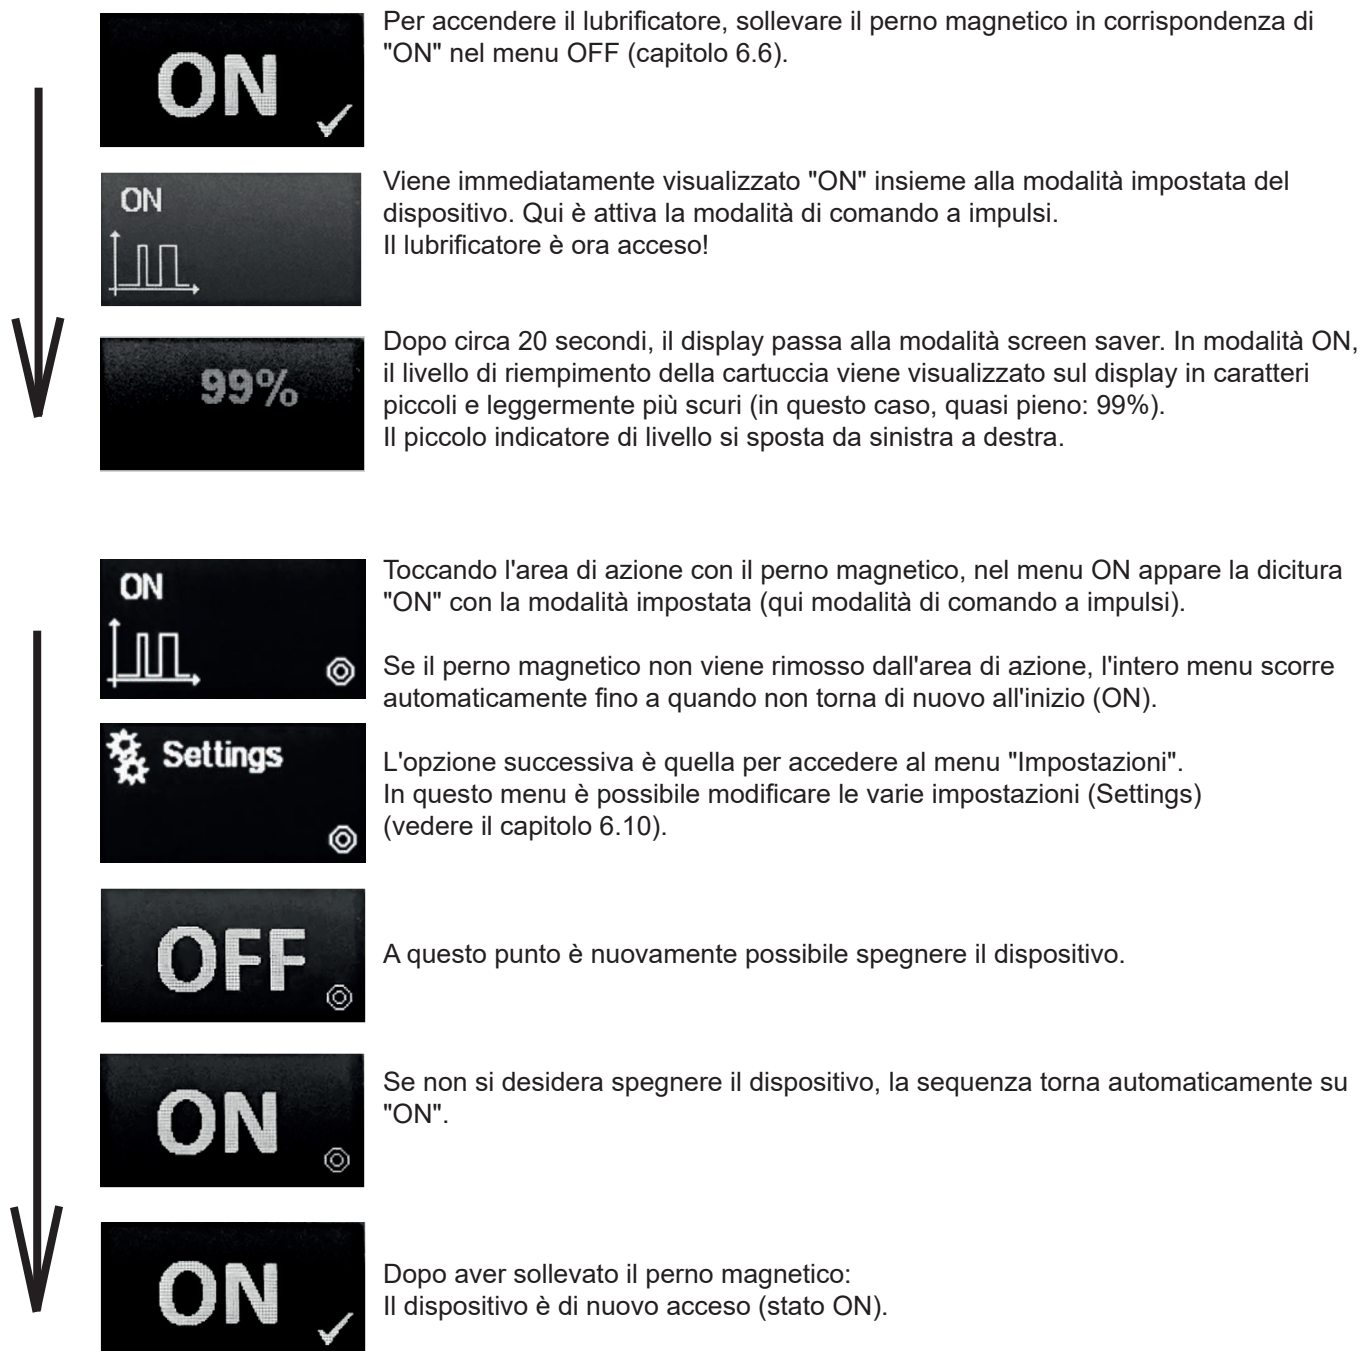 ON
Per accendere il lubrificatore, sollevare il perno magnetico in corrispondenza di
"ON" nel menu OFF (capitolo 6.6).
ON
Viene immediatamente visualizzato "ON" insieme alla modalità impostata del
dispositivo. Qui è attiva la modalità di comando a impulsi.
Il lubrificatore è ora acceso!
99%
Dopo circa 20 secondi, il display passa alla modalità screen saver. In modalità ON,
il livello di riempimento della cartuccia viene visualizzato sul display in caratteri
piccoli e leggermente più scuri (in questo caso, quasi pieno: 99%).
Il piccolo indicatore di livello si sposta da sinistra a destra.
ON
Toccando l'area di azione con il perno magnetico, nel menu ON appare la dicitura
"ON" con la modalità impostata (qui modalità di comando a impulsi).
Se il perno magnetico non viene rimosso dall'area di azione, l'intero menu scorre
automaticamente fino a quando non torna di nuovo all'inizio (ON).
Settings
L'opzione successiva è quella per accedere al menu "Impostazioni".
In questo menu è possibile modificare le varie impostazioni (Settings)
(vedere il capitolo 6.10).
OFF
A questo punto è nuovamente possibile spegnere il dispositivo.
ON
Se non si desidera spegnere il dispositivo, la sequenza torna automaticamente su
"ON".
ON
Dopo aver sollevato il perno magnetico:
Il dispositivo è di nuovo acceso (stato ON).